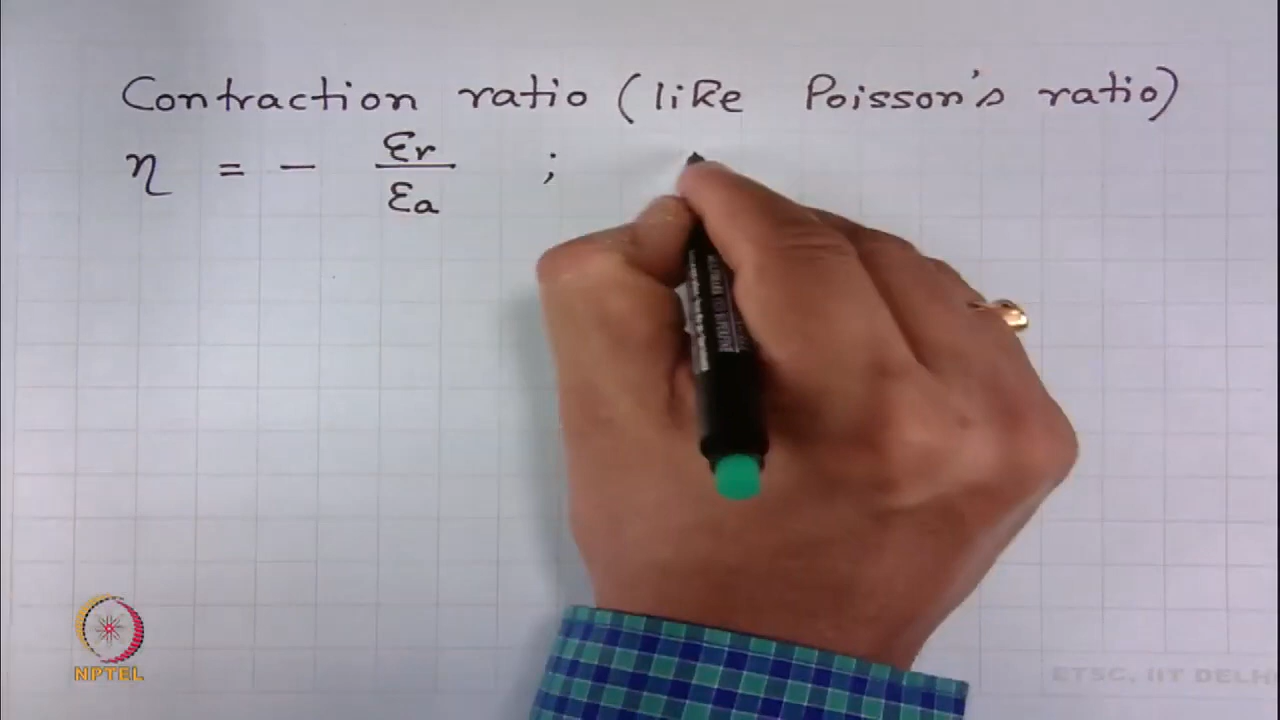 Contraction ratio (like Poisson's ratio)
η = - εr / εa ;
NPTEL
ETSC, IIT DELHI